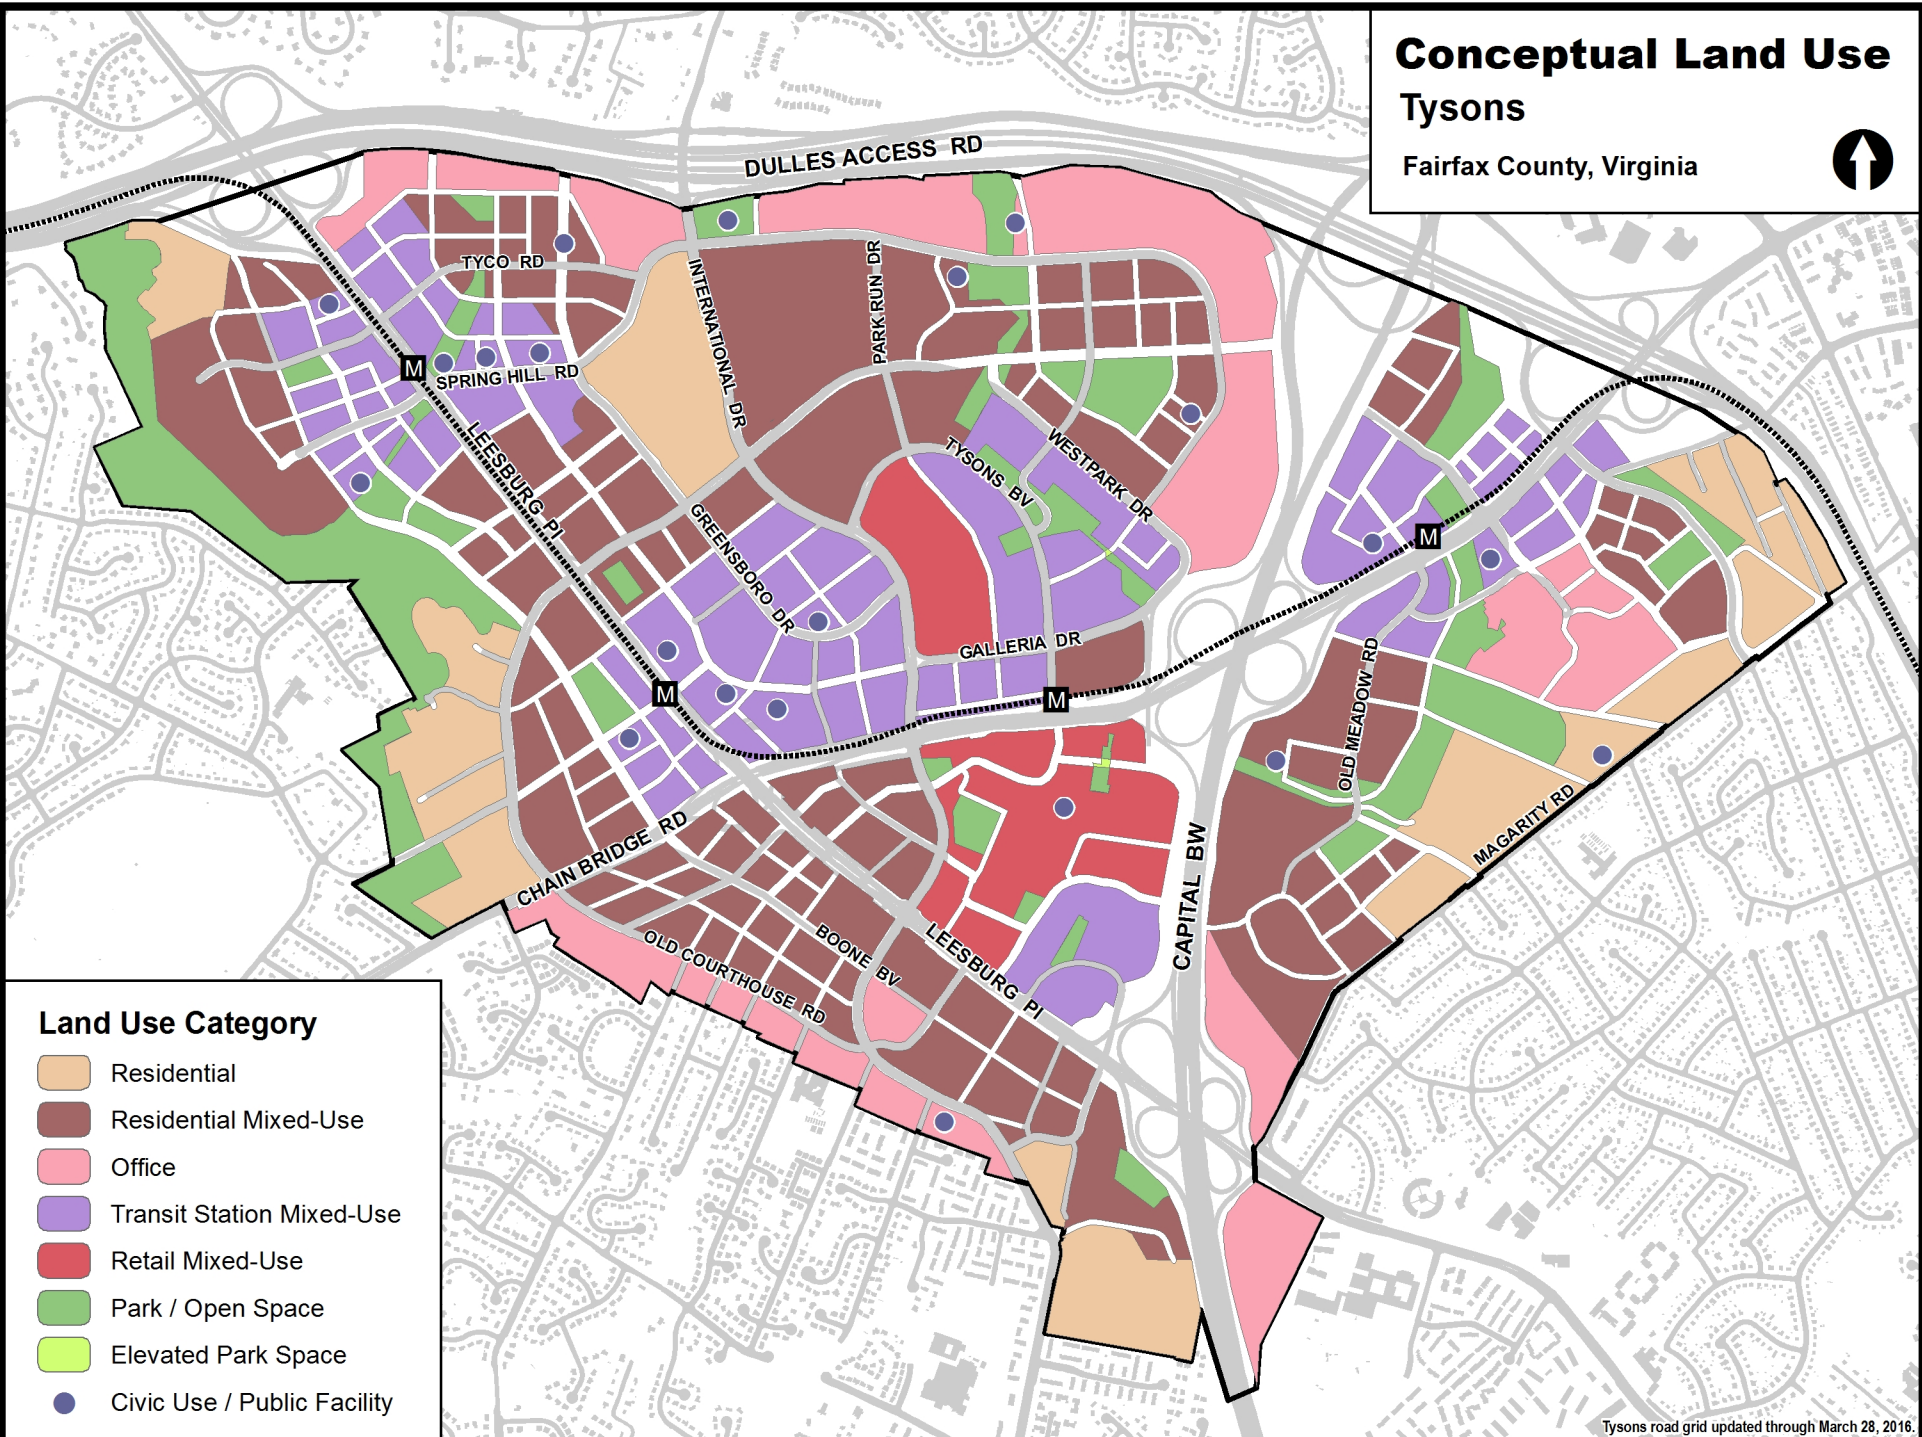 Conceptual Land Use
Tysons
Fairfax County, Virginia
DULLES ACCESS RD
TYCO RD
INTERNATIONAL DR
PARK RUN DR
M
SPRING HILL RD
LEESBURG PI
TYSONS BV
WESTPARK DR
GREENSBORO DR
M
GALLERIA DR
M
M
OLD MEADOW RD
MAGARITY RD
CHAIN BRIDGE RD
CAPITAL BW
OLD COURTHOUSE RD
BOONE BV
LEESBURG PI
Land Use Category
Residential
Residential Mixed-Use
Office
Transit Station Mixed-Use
Retail Mixed-Use
Park / Open Space
Elevated Park Space
Civic Use / Public Facility
Tysons road grid updated through March 28, 2016.